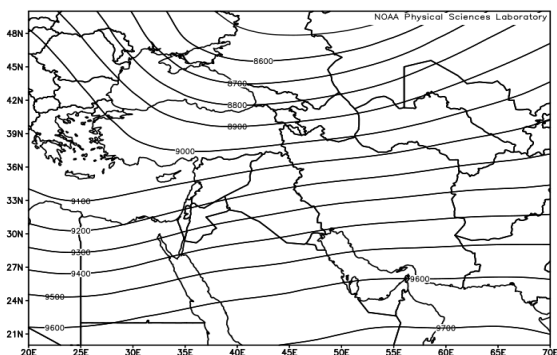 NOAA Physical Sciences Laboratory
48N
8600
45N
8700
42N
8800
8900
39N
9000
36N
9100
33N
9200
30N
9300
27N
9400
9600
24N
9500
9600
9700
21N
20E 25E 30E 35E 40E 45E 50E 55E 60E 65E 70E